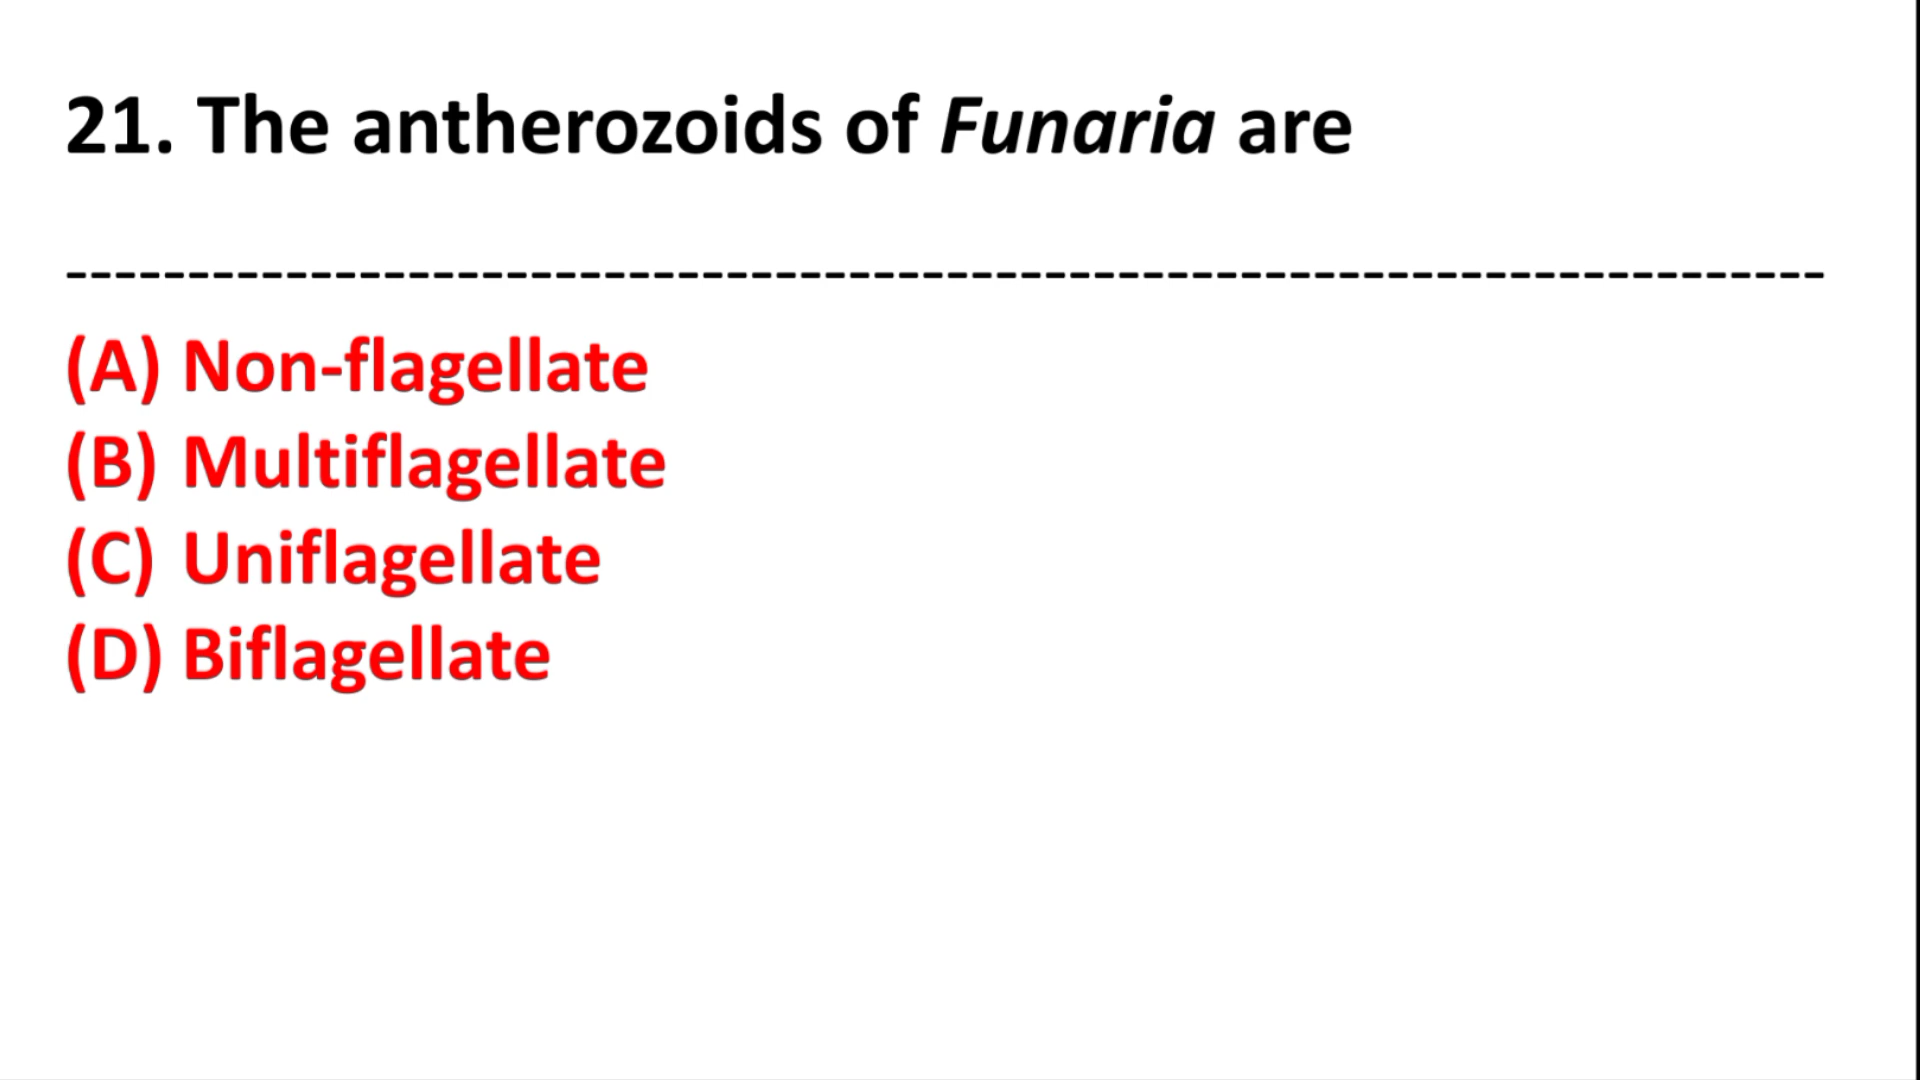 21. The antherozoids of Funaria are
------------------------------------------------------------------------
(A) Non-flagellate
(B) Multiflagellate
(C) Uniflagellate
(D) Biflagellate